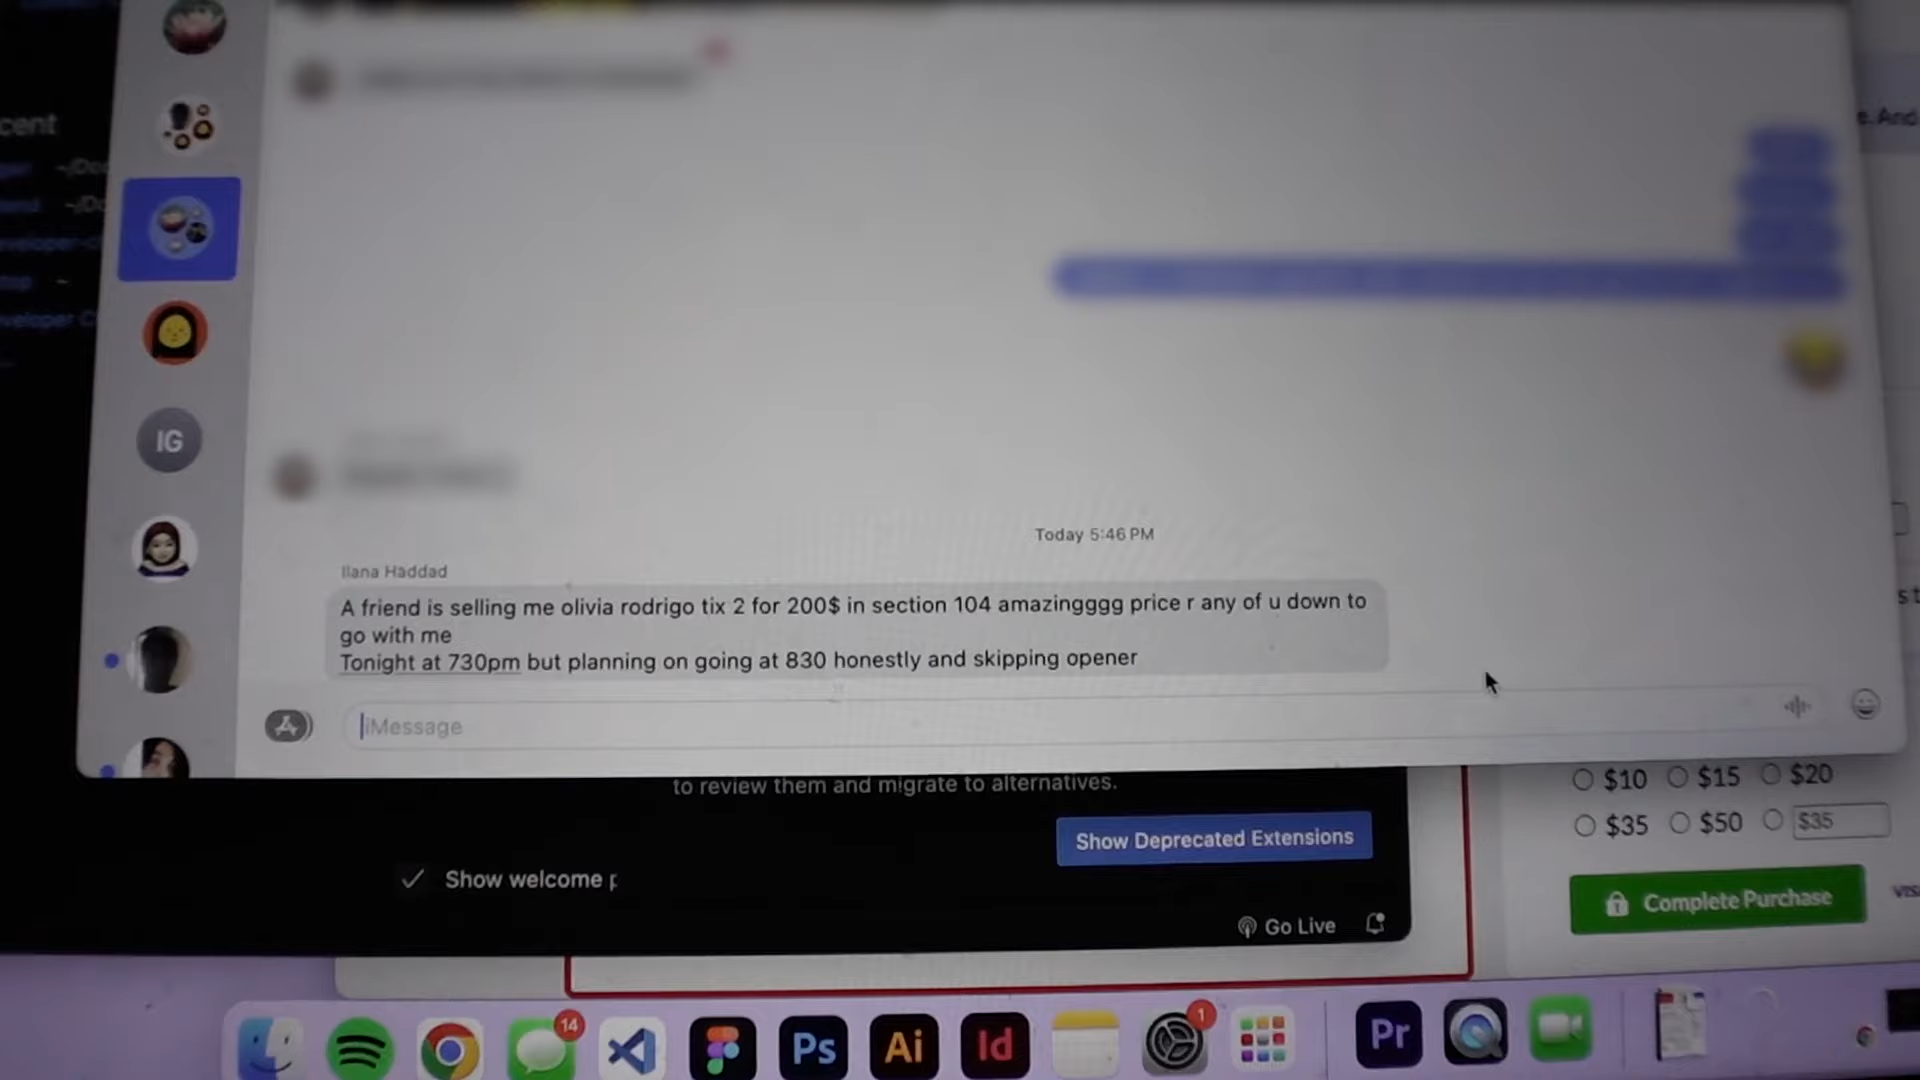 cent
e. And
IG
Today 5:46 PM
Ilana Haddad
A friend is selling me olivia rodrigo tix 2 for 200$ in section 104 amazingggg price r any of u down to
go with me
Tonight at 730pm but planning on going at 830 honestly and skipping opener
iMessage
to review them and migrate to alternatives.
$10 $15 $20
$35 $50 $35
Show Deprecated Extensions
Show welcome p
Complete Purchase
VIS
Go Live
14
1
Ps
Ai
Id
Pr